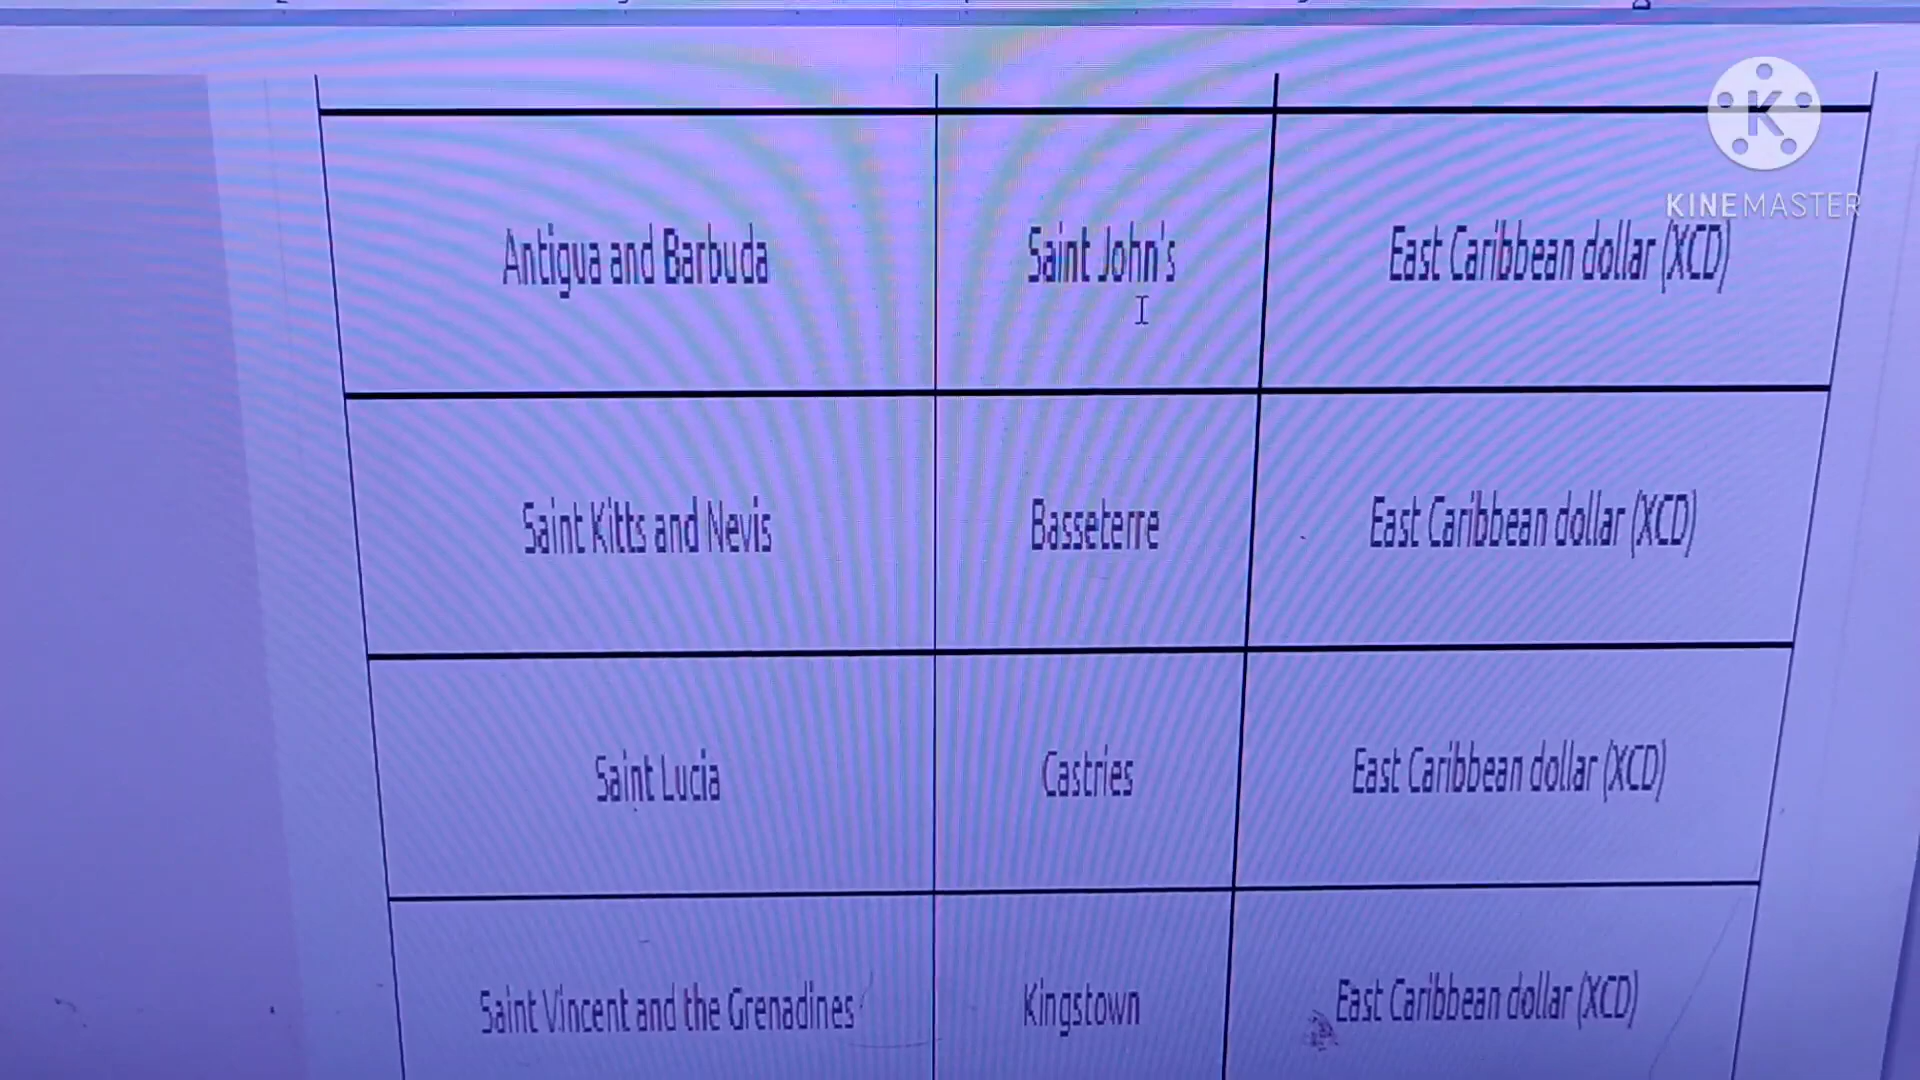 KINEMASTER
Antigua and Barbuda Saint John's East Caribbean dollar (XCD)
Saint Kitts and Nevis Basseterre East Caribbean dollar (XCD)
Saint Lucia Castries East Caribbean dollar (XCD)
Saint Vincent and the Grenadines Kingstown East Caribbean dollar (XCD)